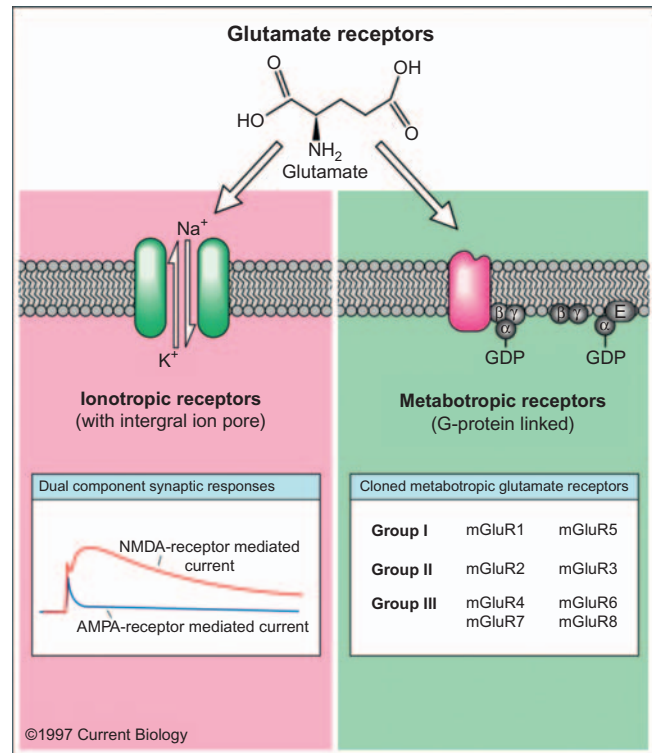 Glutamate receptors
O
OH
HO
O
NH2
Glutamate
Na+
K+
β γ
α
GDP
β γ
E
α
GDP
Ionotropic receptors
(with intergral ion pore)
Metabotropic receptors
(G-protein linked)
Dual component synaptic responses
NMDA-receptor mediated
current
AMPA-receptor mediated current
Cloned metabotropic glutamate receptors
Group I mGluR1 mGluR5
Group II mGluR2 mGluR3
Group III mGluR4 mGluR6
mGluR7 mGluR8
©1997 Current Biology